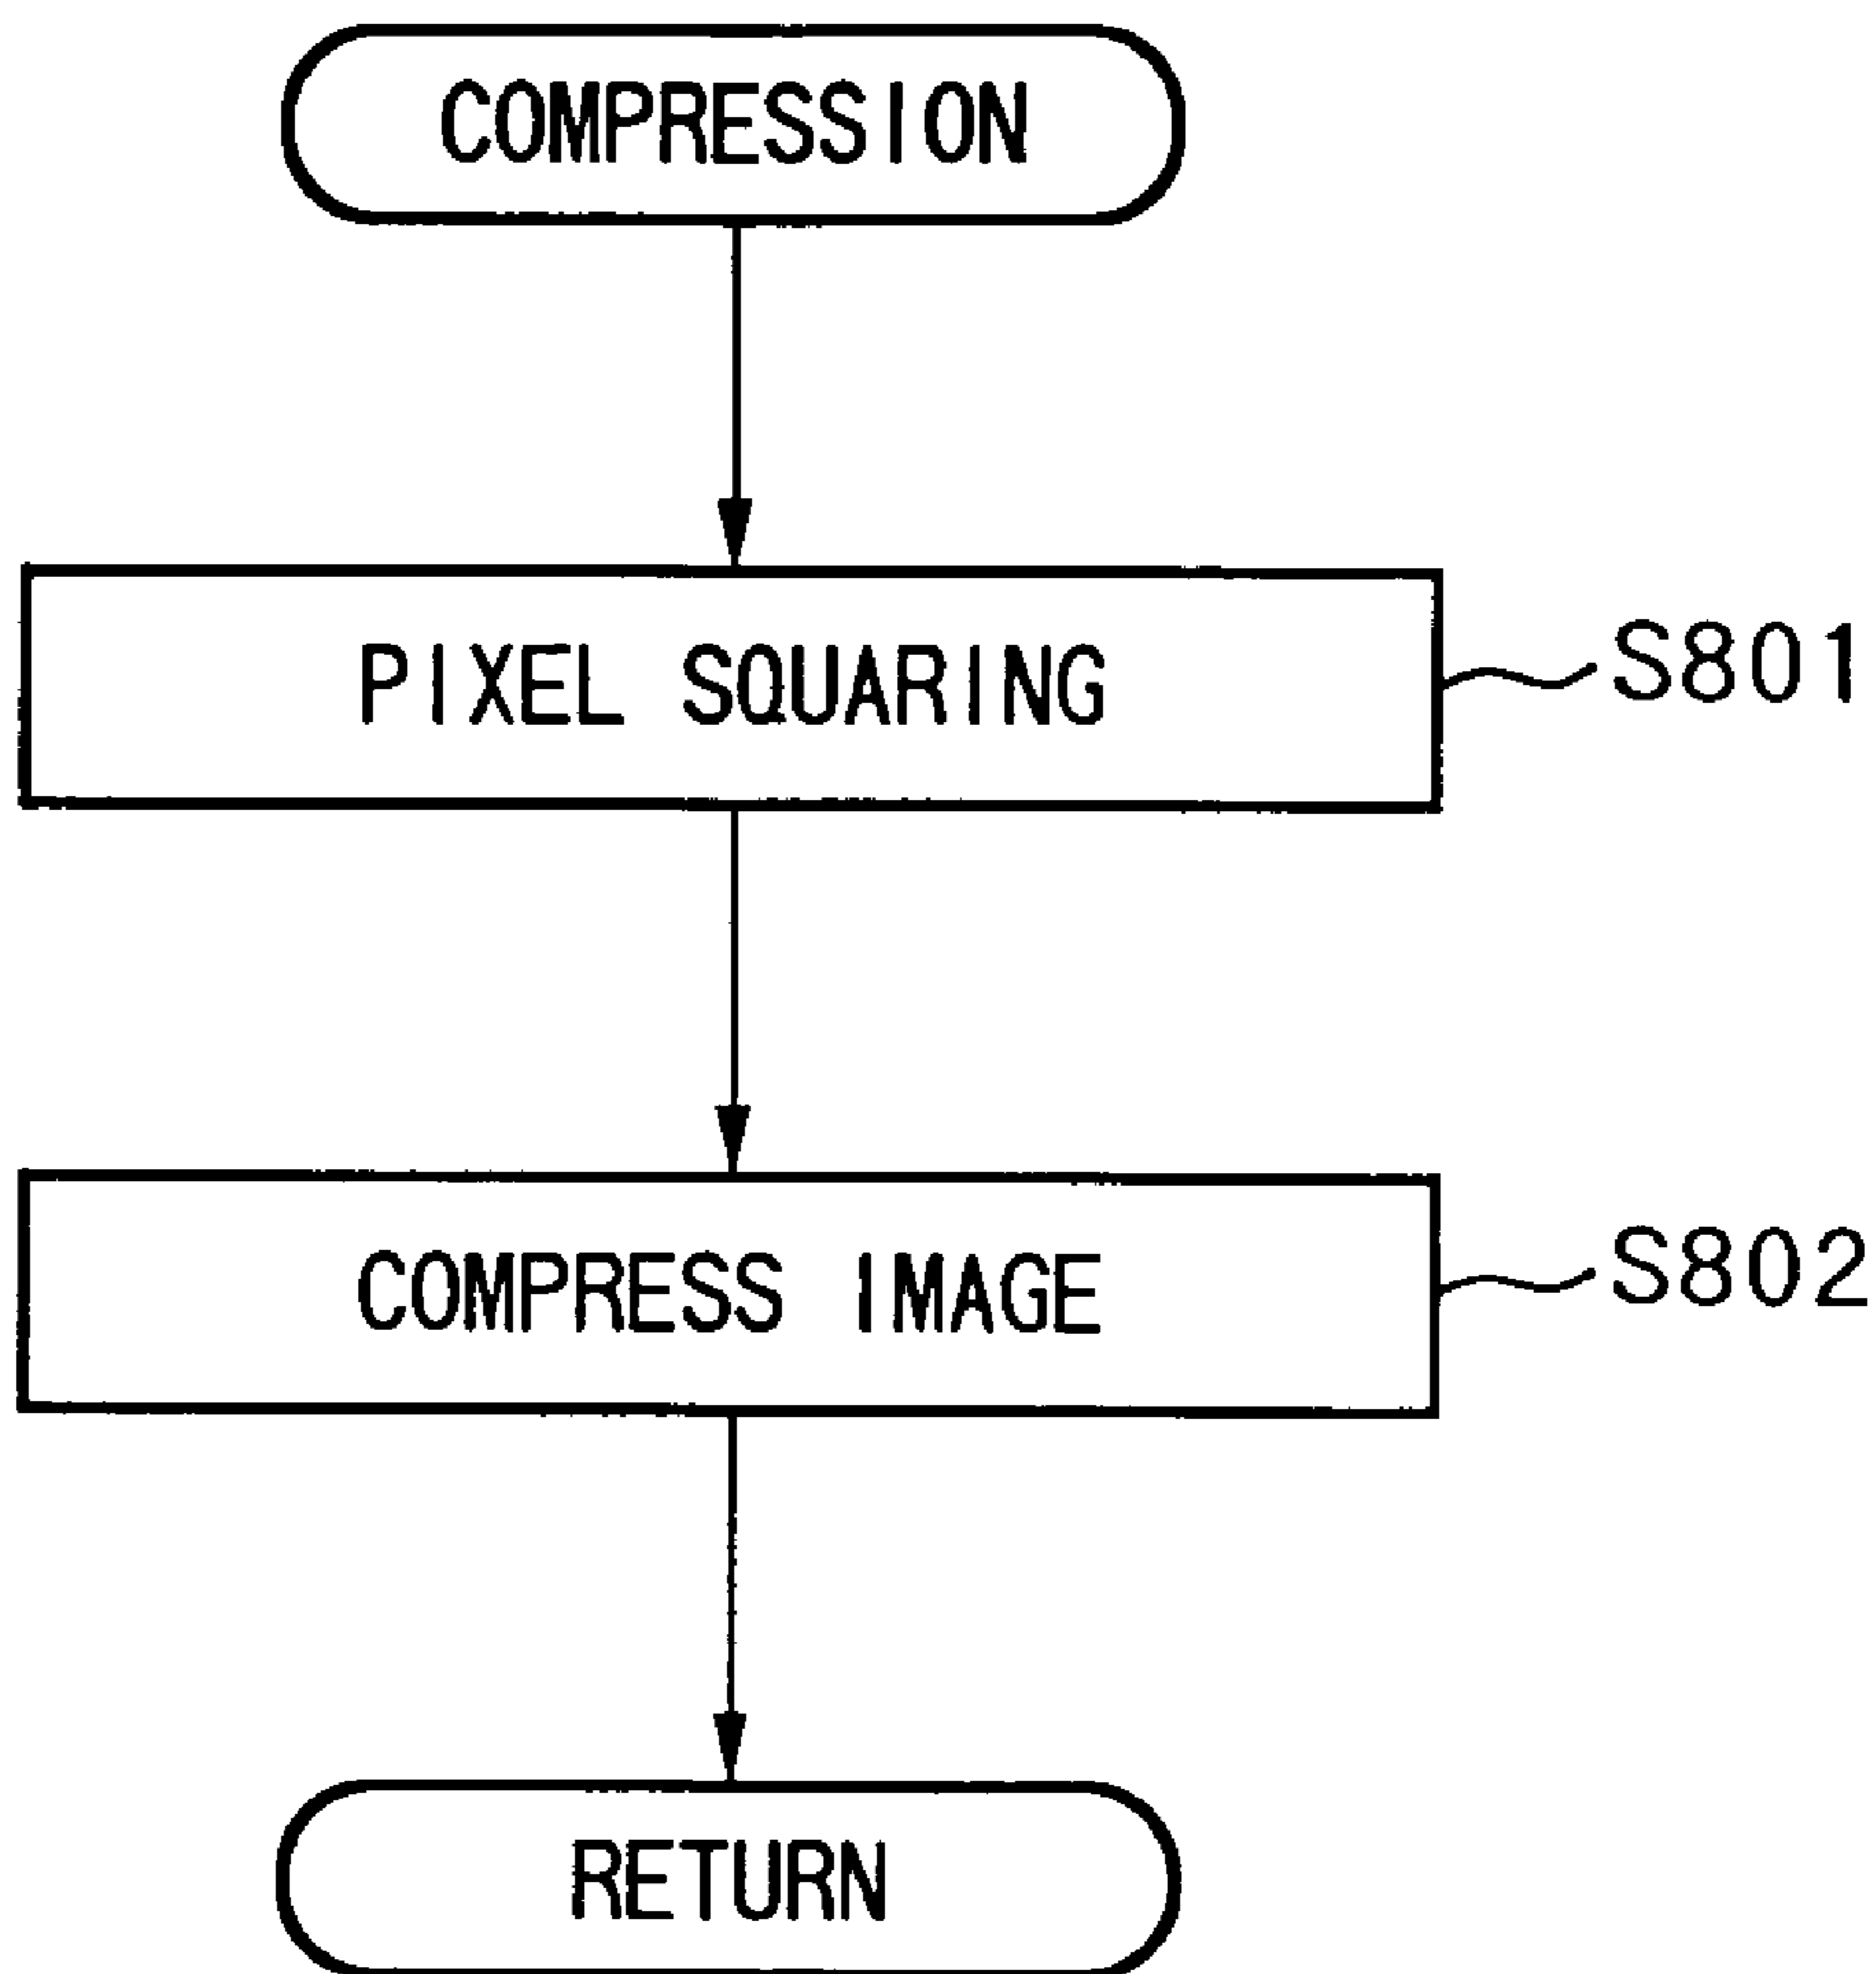 COMPRESSION
PIXEL SQUARING
S801
COMPRESS IMAGE
S802
RETURN